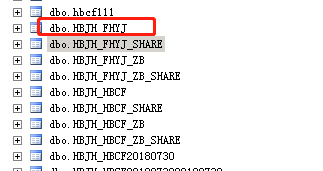 dbo.hbcf111
dbo.HBJH_FHYJ
dbo.HBJH_FHYJ_SHARE
dbo.HBJH_FHYJ_ZB
dbo.HBJH_FHYJ_ZB_SHARE
dbo.HBJH_HBCF
dbo.HBJH_HBCF_SHARE
dbo.HBJH_HBCF_ZB
dbo.HBJH_HBCF_ZB_SHARE
dbo.HBJH_HBCF20180730